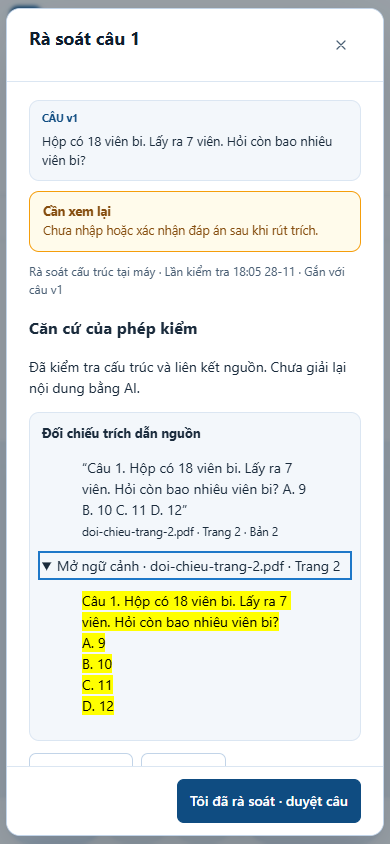 Rà soát câu 1
CÂU v1
Hộp có 18 viên bi. Lấy ra 7 viên. Hỏi còn bao nhiêu
viên bi?
Cần xem lại
Chưa nhập hoặc xác nhận đáp án sau khi rút trích.
Rà soát cấu trúc tại máy · Lần kiểm tra 18:05 28-11 · Gắn với
câu v1
Căn cứ của phép kiểm
Đã kiểm tra cấu trúc và liên kết nguồn. Chưa giải lại
nội dung bằng AI.
Đối chiếu trích dẫn nguồn
“Câu 1. Hộp có 18 viên bi. Lấy ra 7
viên. Hỏi còn bao nhiêu viên bi? A. 9
B. 10 C. 11 D. 12”
doi-chieu-trang-2.pdf · Trang 2 · Bản 2
▼ Mở ngữ cảnh · doi-chieu-trang-2.pdf · Trang 2
Câu 1. Hộp có 18 viên bi. Lấy ra 7
viên. Hỏi còn bao nhiêu viên bi?
A. 9
B. 10
C. 11
D. 12
Tôi đã rà soát · duyệt câu